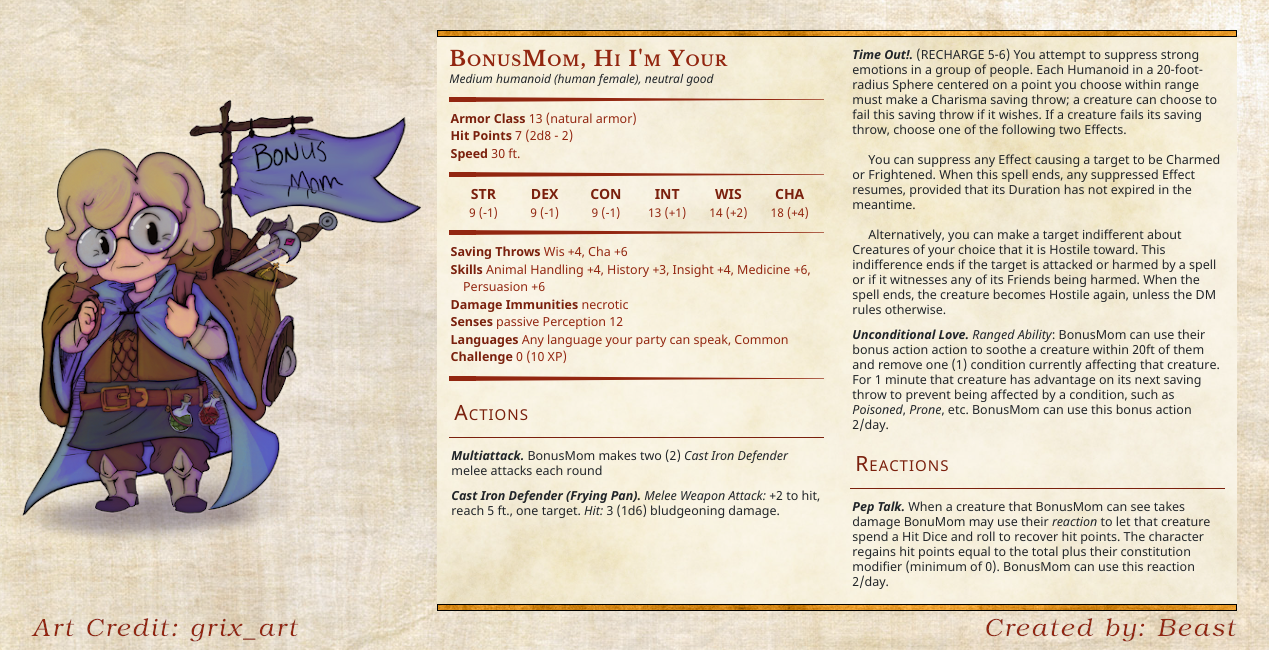 Bonus
Mom
BonusMom, Hi I'm Your
Medium humanoid (human female), neutral good
Armor Class 13 (natural armor)
Hit Points 7 (2d8 - 2)
Speed 30 ft.
STR DEX CON INT WIS CHA
9 (-1) 9 (-1) 9 (-1) 13 (+1) 14 (+2) 18 (+4)
Saving Throws Wis +4, Cha +6
Skills Animal Handling +4, History +3, Insight +4, Medicine +6,
Persuasion +6
Damage Immunities necrotic
Senses passive Perception 12
Languages Any language your party can speak, Common
Challenge 0 (10 XP)
Actions
Multiattack. BonusMom makes two (2) Cast Iron Defender
melee attacks each round
Cast Iron Defender (Frying Pan). Melee Weapon Attack: +2 to hit,
reach 5 ft., one target. Hit: 3 (1d6) bludgeoning damage.
Time Out!. (RECHARGE 5-6) You attempt to suppress strong
emotions in a group of people. Each Humanoid in a 20-foot-
radius Sphere centered on a point you choose within range
must make a Charisma saving throw; a creature can choose to
fail this saving throw if it wishes. If a creature fails its saving
throw, choose one of the following two Effects.
You can suppress any Effect causing a target to be Charmed
or Frightened. When this spell ends, any suppressed Effect
resumes, provided that its Duration has not expired in the
meantime.
Alternatively, you can make a target indifferent about
Creatures of your choice that it is Hostile toward. This
indifference ends if the target is attacked or harmed by a spell
or if it witnesses any of its Friends being harmed. When the
spell ends, the creature becomes Hostile again, unless the DM
rules otherwise.
Unconditional Love. Ranged Ability: BonusMom can use their
bonus action action to soothe a creature within 20ft of them
and remove one (1) condition currently affecting that creature.
For 1 minute that creature has advantage on its next saving
throw to prevent being affected by a condition, such as
Poisoned, Prone, etc. BonusMom can use this bonus action
2/day.
Reactions
Pep Talk. When a creature that BonusMom can see takes
damage BonuMom may use their reaction to let that creature
spend a Hit Dice and roll to recover hit points. The character
regains hit points equal to the total plus their constitution
modifier (minimum of 0). BonusMom can use this reaction
2/day.
Art Credit: grix_art
Created by: Beast